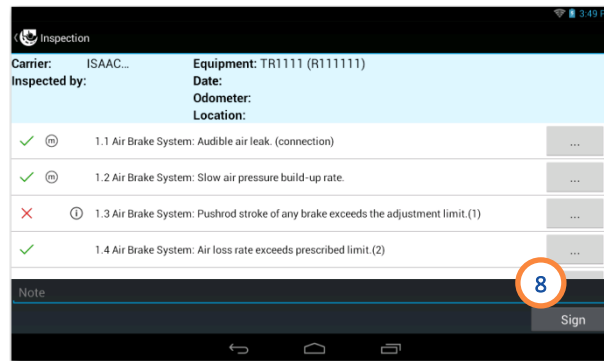 3:49 P
Inspection
Carrier: ISAAC... Equipment: TR1111 (R111111)
Inspected by: Date:
Odometer:
Location:
m 1.1 Air Brake System: Audible air leak. (connection) ...
m 1.2 Air Brake System: Slow air pressure build-up rate. ...
i 1.3 Air Brake System: Pushrod stroke of any brake exceeds the adjustment limit.(1) ...
1.4 Air Brake System: Air loss rate exceeds prescribed limit.(2) ...
Note
8
Sign